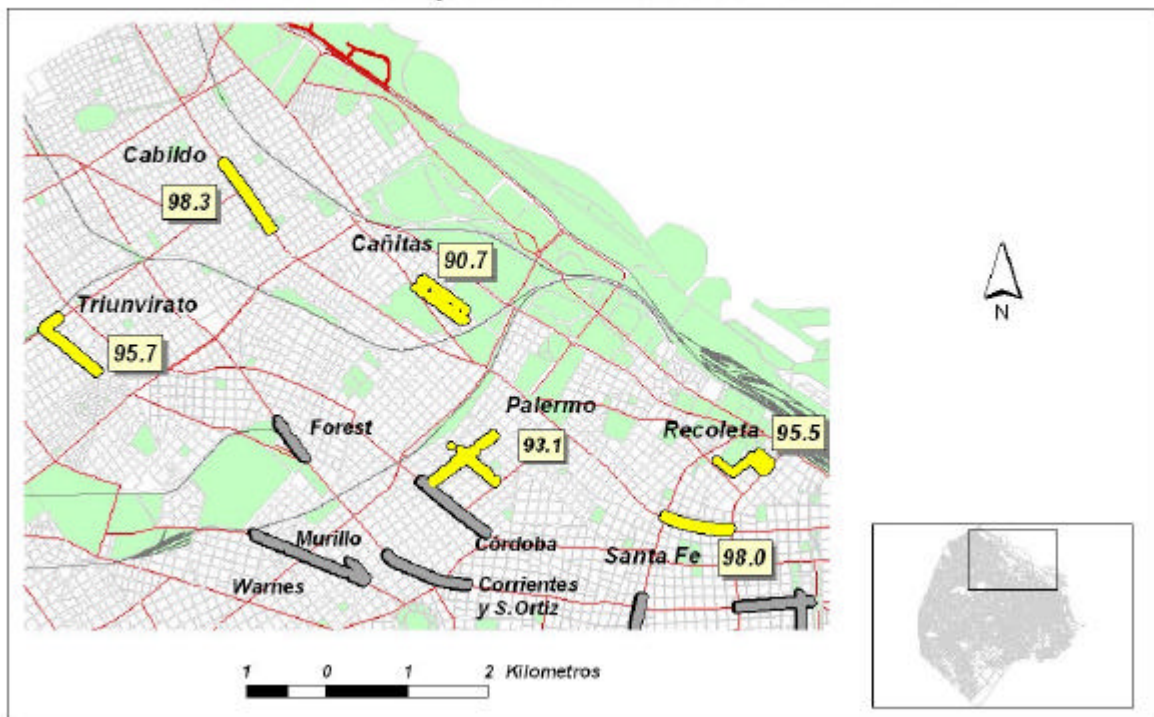 Cabildo
98.3
Cañitas
90.7
Triunvirato
95.7
Forest
Palermo
93.1
Recoleta
95.5
Murillo
Warnes
Córdoba
Corrientes
y S.Ortiz
Santa Fe
98.0
N
1 0 1 2 Kilometros